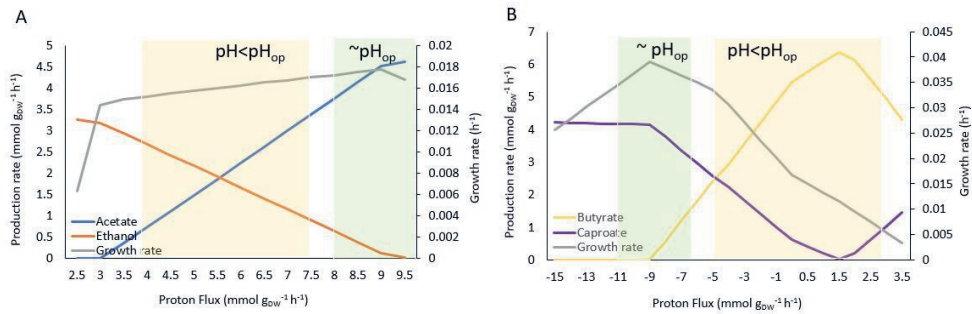 A
pH<pHop
~pHop
Production rate (mmol gDW-1 h-1)
5
4.5
4
3.5
3
2.5
2
1.5
1
0.5
0
Acetate
Ethanol
Growth rate
0.02
0.018
0.016
0.014
0.012
0.01
0.008
0.006
0.004
0.002
0
Growth rate (h-1)
2.5 3 3.5 4 4.5 5 5.5 6 6.5 7 7.5 8 8.5 9 9.5
Proton Flux (mmol gDW-1 h-1)
B
~ pHop
pH<pHop
Production rate (mmol gDW-1 h-1)
7
6
5
4
3
2
1
0
Butyrate
Caproate
Growth rate
0.045
0.04
0.035
0.03
0.025
0.02
0.015
0.01
0.005
0
Growth rate (h-1)
-15 -13 -11 -9 -7 -5 -3 -1 0.5 1.5 2.5 3.5
Proton Flux (mmol gDW-1 h-1)